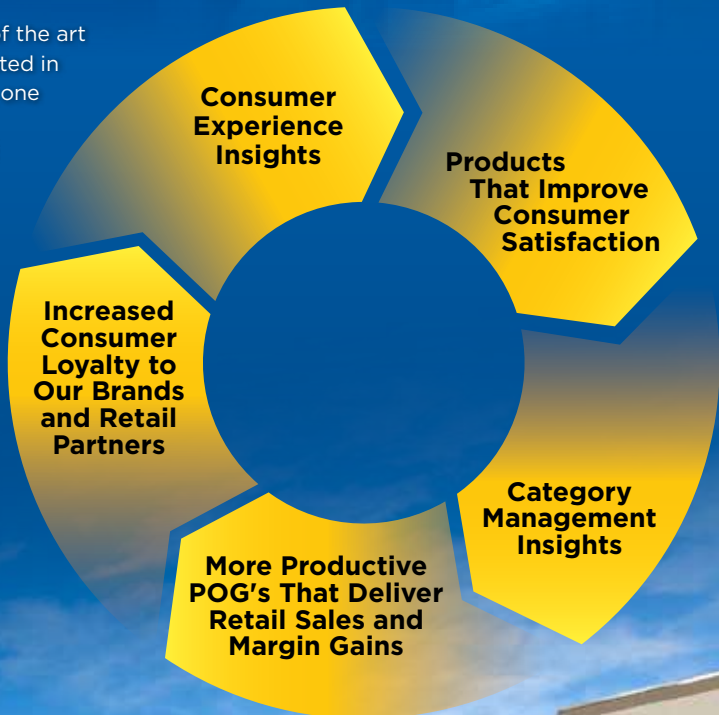 of the art
ted in
one
Consumer
Experience
Insights
Products
That Improve
Consumer
Satisfaction
Category
Management
Insights
More Productive
POG's That Deliver
Retail Sales and
Margin Gains
Increased
Consumer
Loyalty to
Our Brands
and Retail
Partners